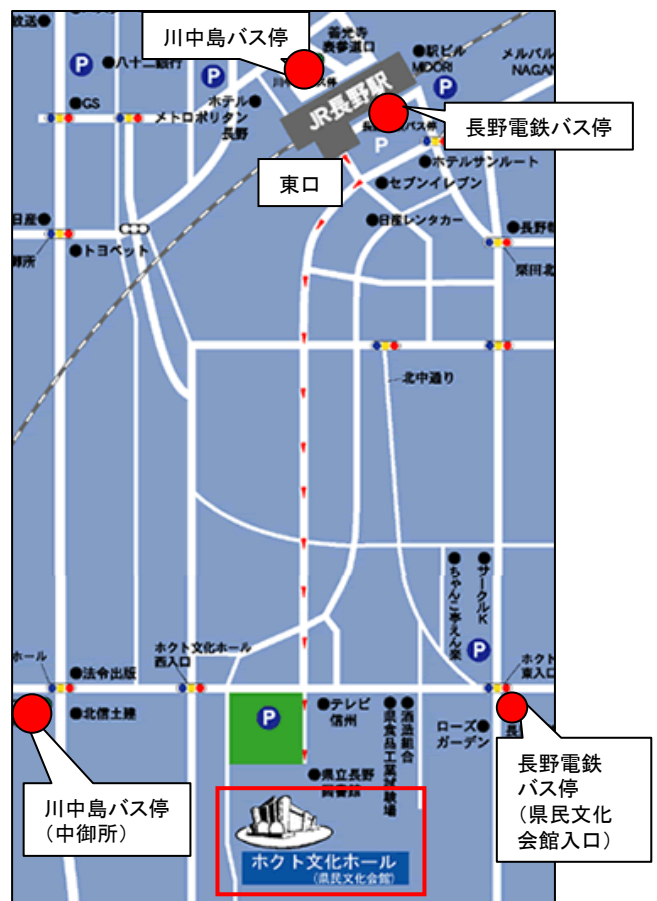 放送●
川中島バス停
善光寺
表参道口
●駅ビル
MIDORI
メルパル
NAGAN
P
●八十二銀行
P
P
●GS
ホテル●
メトロポリタン
長野
JR長野駅
長野電鉄バス停
P
東口
●ホテルサンルート
●セブンイレブン
●日産レンタカー
日産●
御所
●トヨペット
●長野
栗田北
北中通り
●ちゃんこ亭えん楽
●サークルK
P
ホール
ホクト文化ホール
西入口
ホクト
東入口
●法令出版
●北信土建
P
●テレビ
信州
●酒造組合
●県食品工業試験場
ローズ●
ガーデン
長
●県立長野
図書館
川中島バス停
（中御所）
長野電鉄
バス停
（県民文化
会館入口）
ホクト文化ホール
(県民文化会館)